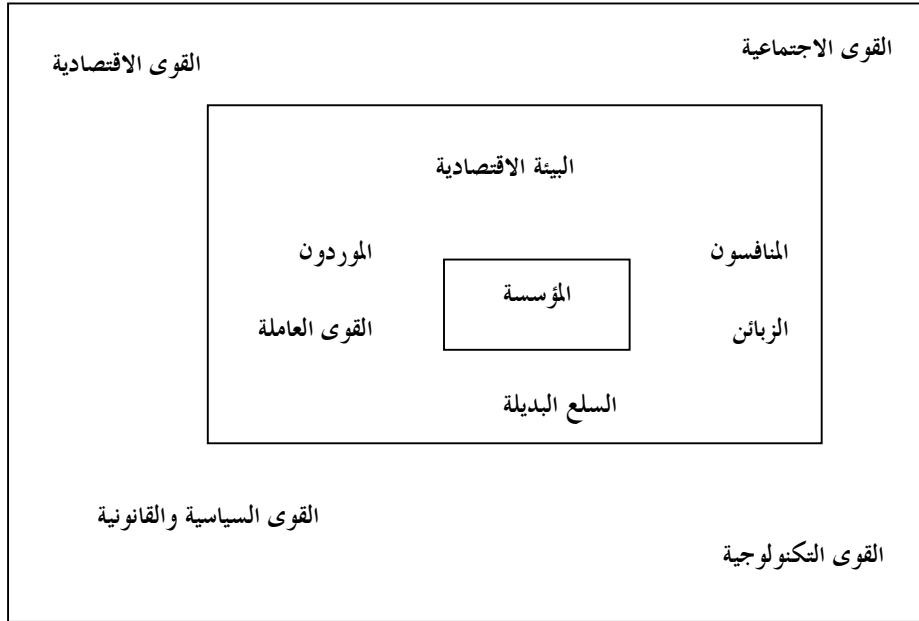 القوى الاجتماعية
القوى الاقتصادية
البيئة الاقتصادية
المنافسون
الموردون
المؤسسة
الزبائن
القوى العاملة
السلع البديلة
القوى السياسية والقانونية
القوى التكنولوجية